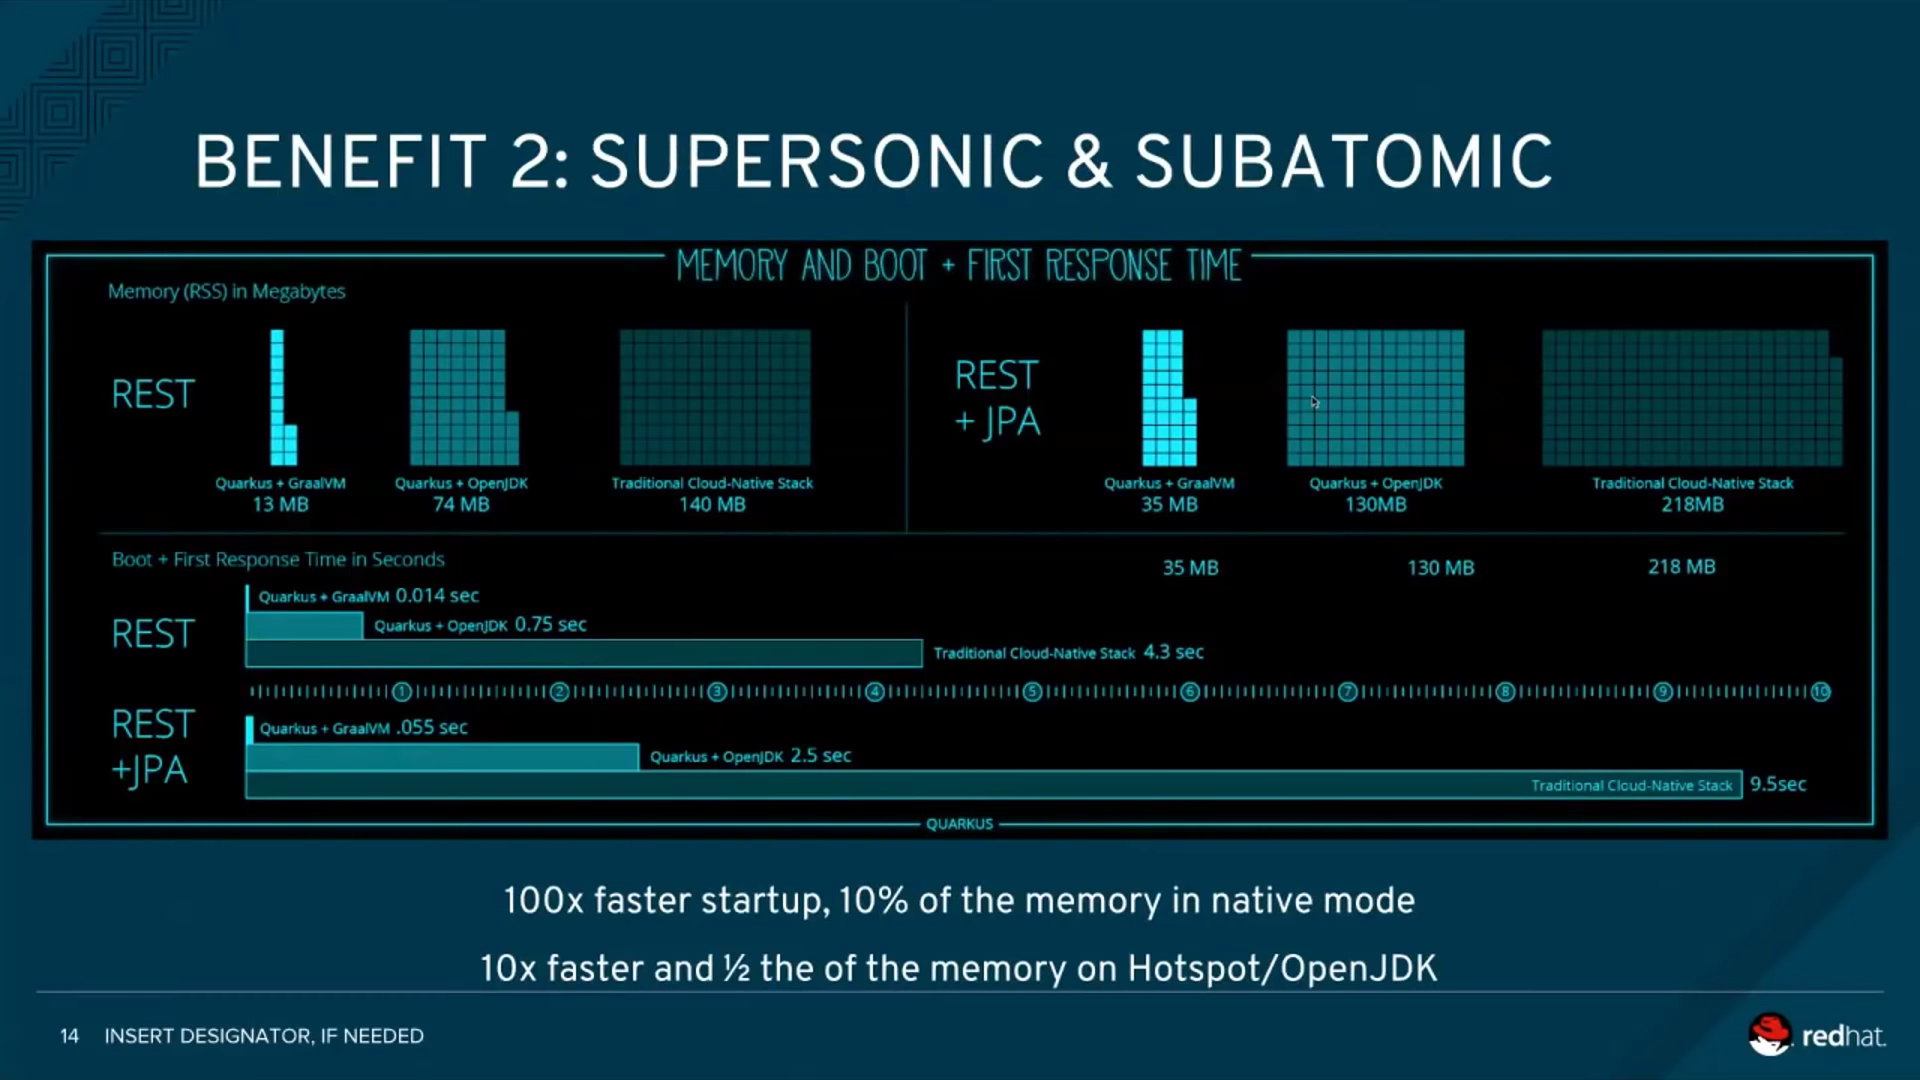 BENEFIT 2: SUPERSONIC & SUBATOMIC
MEMORY AND BOOT + FIRST RESPONSE TIME
Memory (RSS) in Megabytes
REST
Quarkus + GraalVM
13 MB
Quarkus + OpenJDK
74 MB
Traditional Cloud-Native Stack
140 MB
REST
+ JPA
Quarkus + GraalVM
35 MB
Quarkus + OpenJDK
130MB
Traditional Cloud-Native Stack
218MB
Boot + First Response Time in Seconds
35 MB
130 MB
218 MB
REST
Quarkus + GraalVM 0.014 sec
Quarkus + OpenJDK 0.75 sec
Traditional Cloud-Native Stack 4.3 sec
1 2 3 4 5 6 7 8 9 10
REST
+JPA
Quarkus + GraalVM .055 sec
Quarkus + OpenJDK 2.5 sec
Traditional Cloud-Native Stack 9.5sec
QUARKUS
100x faster startup, 10% of the memory in native mode
10x faster and ½ the of the memory on Hotspot/OpenJDK
14 INSERT DESIGNATOR, IF NEEDED
redhat.